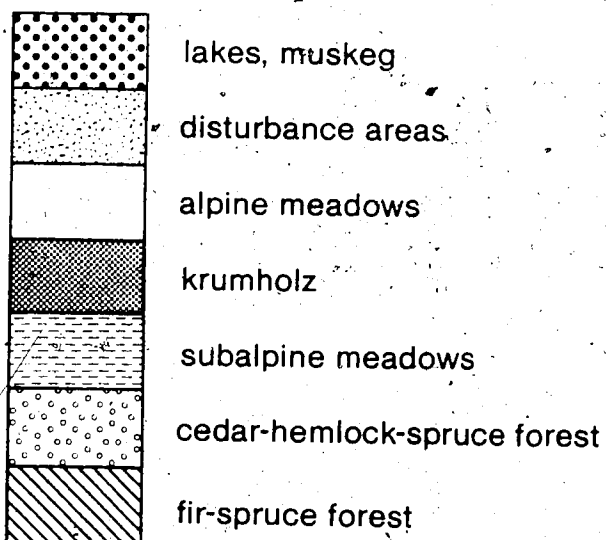 lakes, muskeg
disturbance areas
alpine meadows
krumholz
subalpine meadows
cedar-hemlock-spruce forest
fir-spruce forest